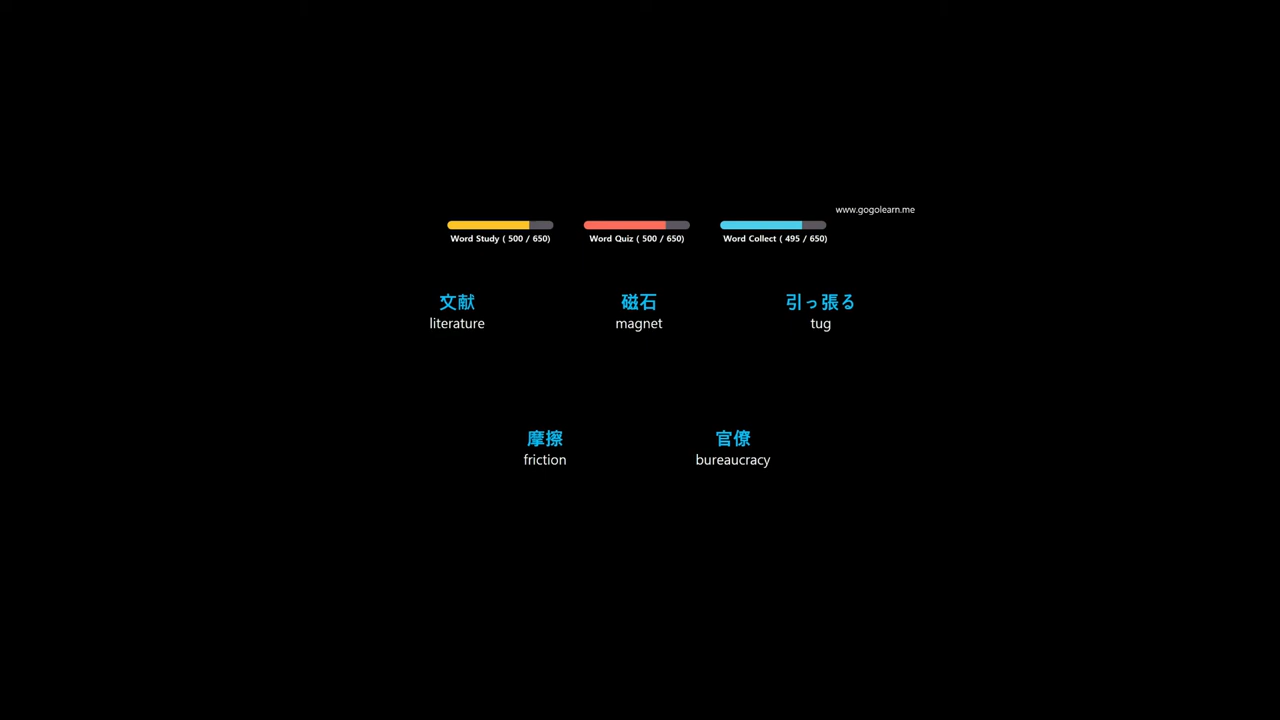 www.gogolearn.me
Word Study ( 500 / 650)
Word Quiz ( 500 / 650)
Word Collect ( 495 / 650)
文献
literature
磁石
magnet
引っ張る
tug
摩擦
friction
官僚
bureaucracy